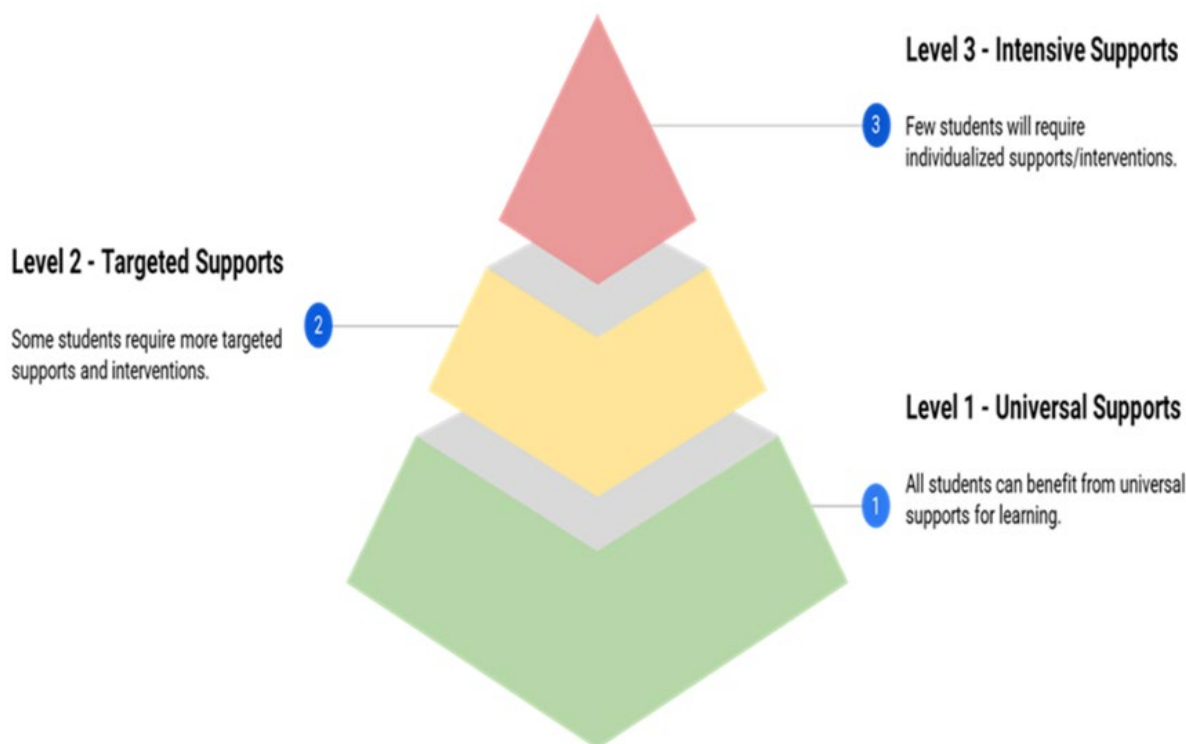 Level 3 - Intensive Supports
3
Few students will require
individualized supports/interventions.
Level 2 - Targeted Supports
2
Some students require more targeted
supports and interventions.
Level 1 - Universal Supports
1
All students can benefit from universal
supports for learning.